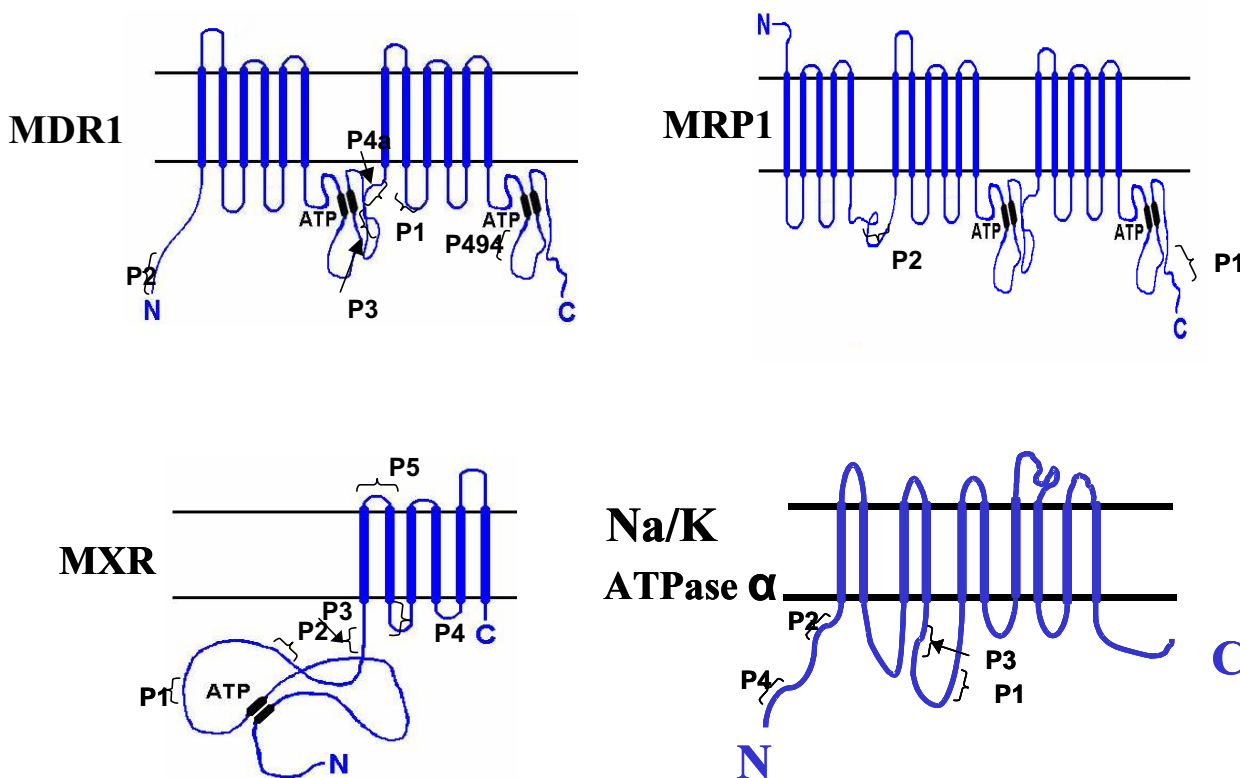 MDR1
P4a
ATP
P1
ATP
P494
P2
P3
N
C
N
MRP1
ATP
ATP
P2
P1
C
P5
MXR
P3
P2
P4
C
P1
ATP
N
Na/K
ATPase α
P2
P3
P4
P1
C
N